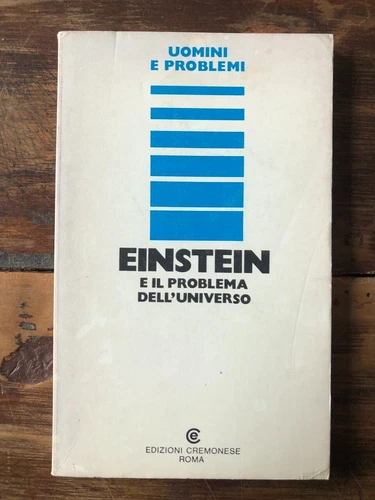 UOMINI
E PROBLEMI
EINSTEIN
E IL PROBLEMA
DELL'UNIVERSO
EDIZIONI CREMONESE
ROMA